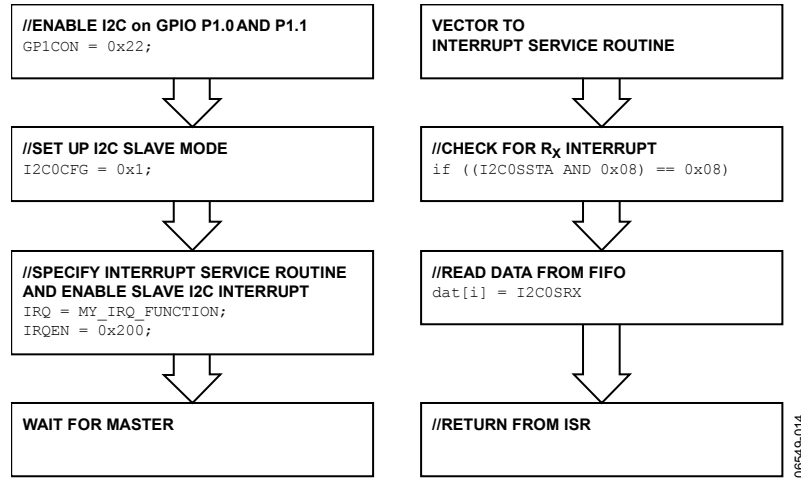 //ENABLE I2C on GPIO P1.0 AND P1.1
GP1CON = 0x22;
//SET UP I2C SLAVE MODE
I2C0CFG = 0x1;
//SPECIFY INTERRUPT SERVICE ROUTINE
AND ENABLE SLAVE I2C INTERRUPT
IRQ = MY_IRQ_FUNCTION;
IRQEN = 0x200;
WAIT FOR MASTER
VECTOR TO
INTERRUPT SERVICE ROUTINE
//CHECK FOR RX INTERRUPT
if ((I2C0SSTA AND 0x08) == 0x08)
//READ DATA FROM FIFO
dat[i] = I2C0SRX
//RETURN FROM ISR
06549-014